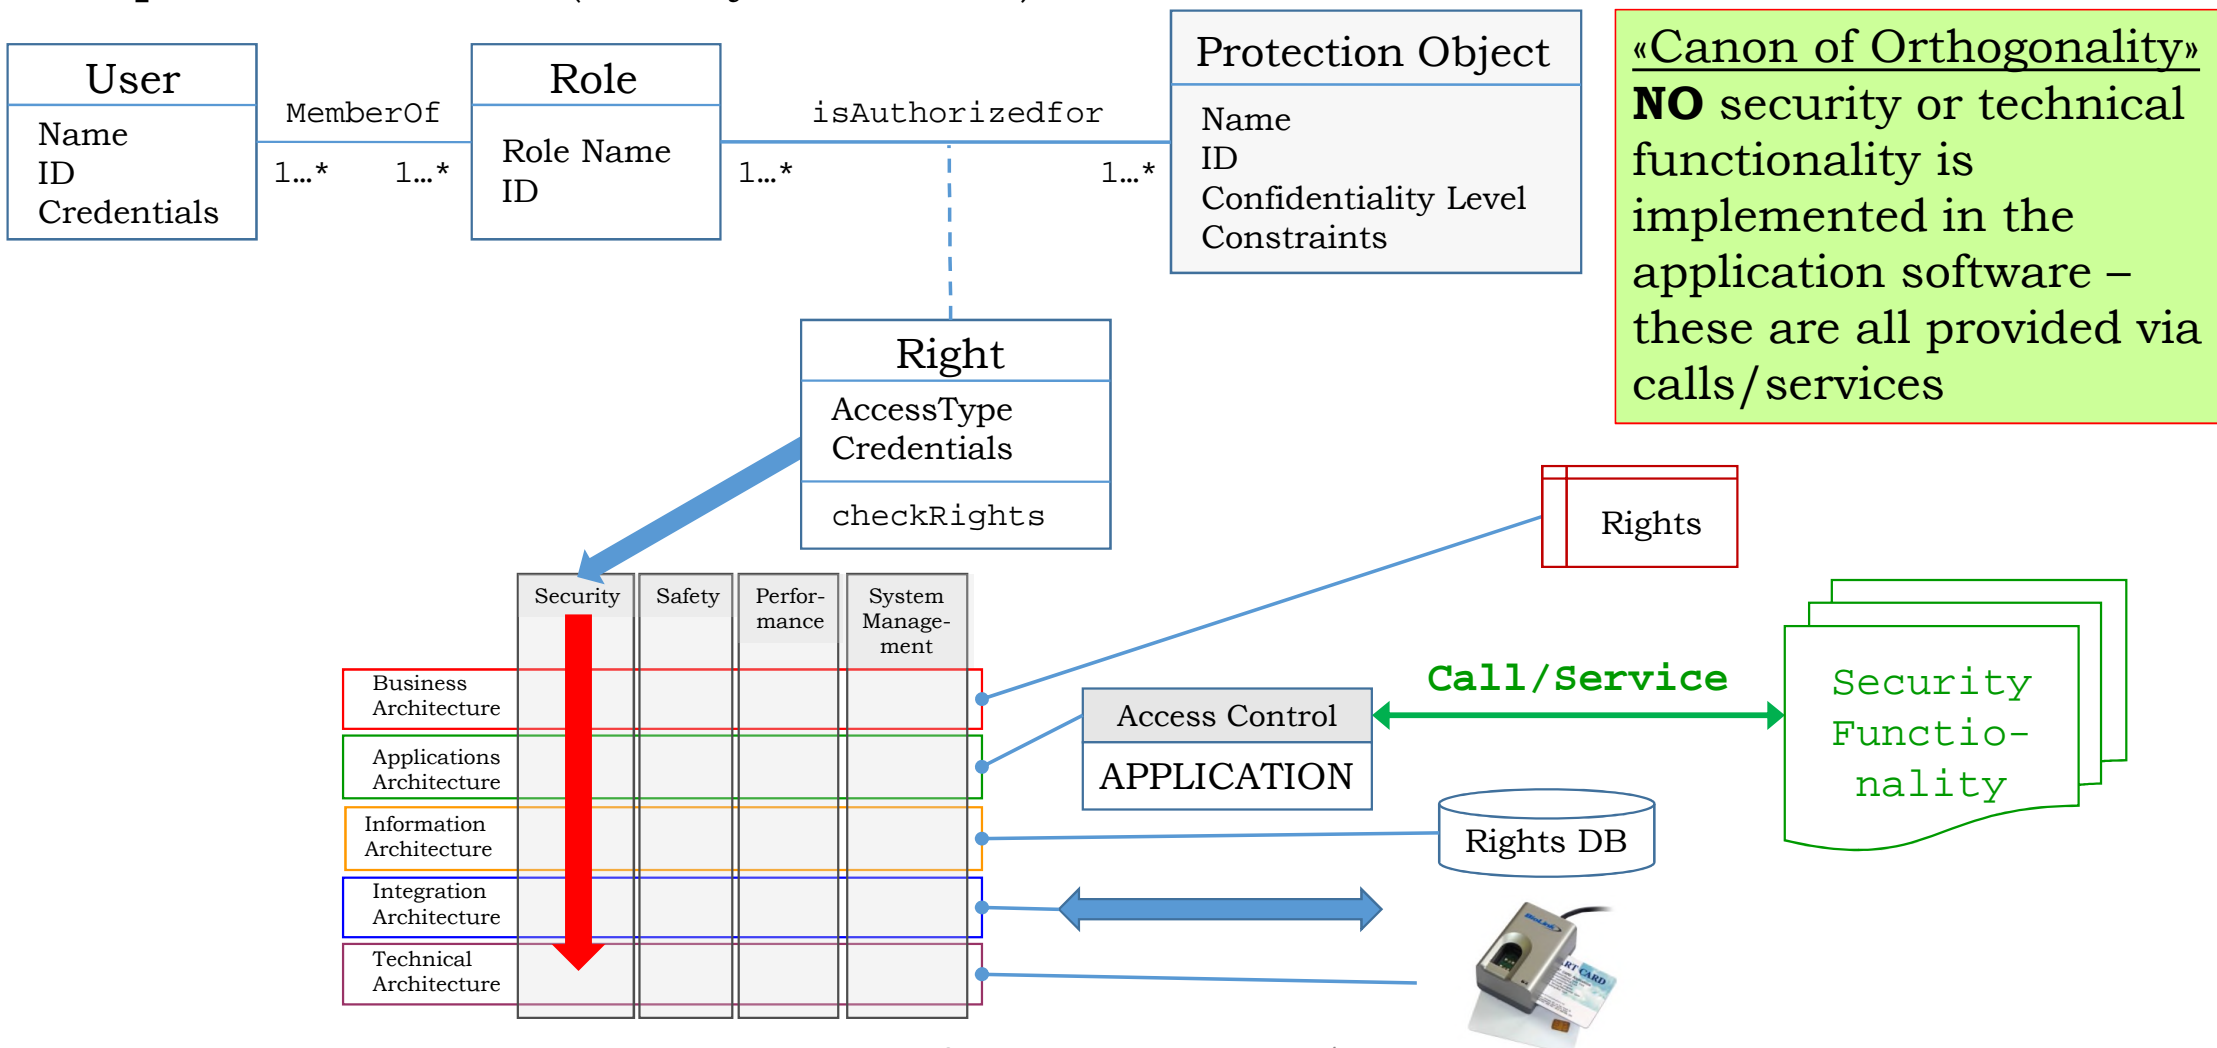 User
Name
ID
Credentials
MemberOf
1…*
1…*
Role
Role Name
ID
isAuthorizedfor
1…*
1…*
Protection Object
Name
ID
Confidentiality Level
Constraints
«Canon of Orthogonality»
NO security or technical
functionality is
implemented in the
application software –
these are all provided via
calls/services
Right
AccessType
Credentials
checkRights
Rights
Security
Safety
Perfor-
mance
System
Manage-
ment
Business
Architecture
Applications
Architecture
Information
Architecture
Integration
Architecture
Technical
Architecture
Access Control
APPLICATION
Call/Service
Security
Functio-
nality
Rights DB